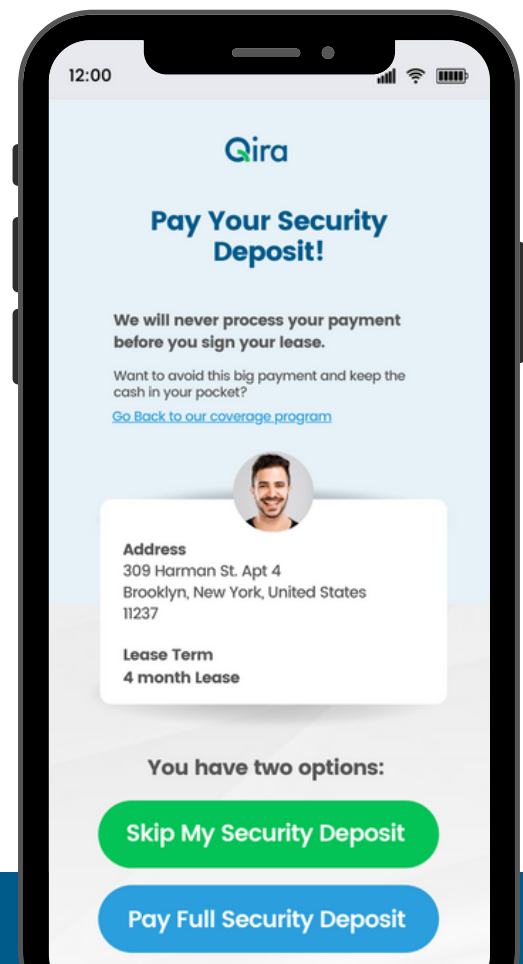 12:00
Qira
Pay Your Security
Deposit!
We will never process your payment
before you sign your lease.
Want to avoid this big payment and keep the
cash in your pocket?
Go Back to our coverage program
Address
309 Harman St. Apt 4
Brooklyn, New York, United States
11237
Lease Term
4 month Lease
You have two options:
Skip My Security Deposit
Pay Full Security Deposit